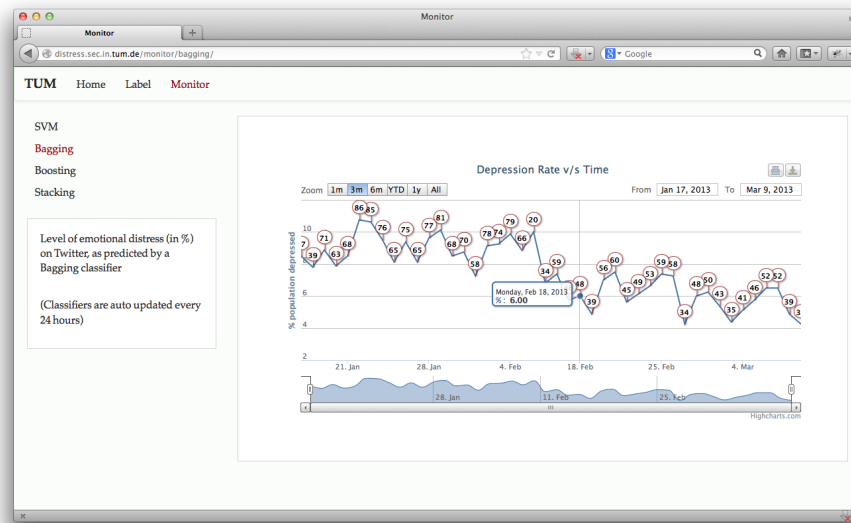 Monitor
Monitor
distress.sec.in.tum.de/monitor/bagging/
Google
TUM Home Label Monitor
SVM
Bagging
Boosting
Stacking
Level of emotional distress (in %)
on Twitter, as predicted by a
Bagging classifier
(Classifiers are auto updated every
24 hours)
Depression Rate v/s Time
Zoom 1m 3m 6m YTD 1y All
From Jan 17, 2013 To Mar 9, 2013
% population depressed
10
8
6
4
2
39 71 63 68 86 85 76 65 75 65 77 81 68 70 58 78 74 79 66 20 34 59 48 39 56 60 45 49 53 59 58 34 48 50 43 35 41 46 52 52 39
Monday, Feb 18, 2013
%: 6.00
21. Jan 28. Jan 4. Feb 18. Feb 25. Feb 4. Mar
28. Jan 11. Feb 25. Feb
Highcharts.com